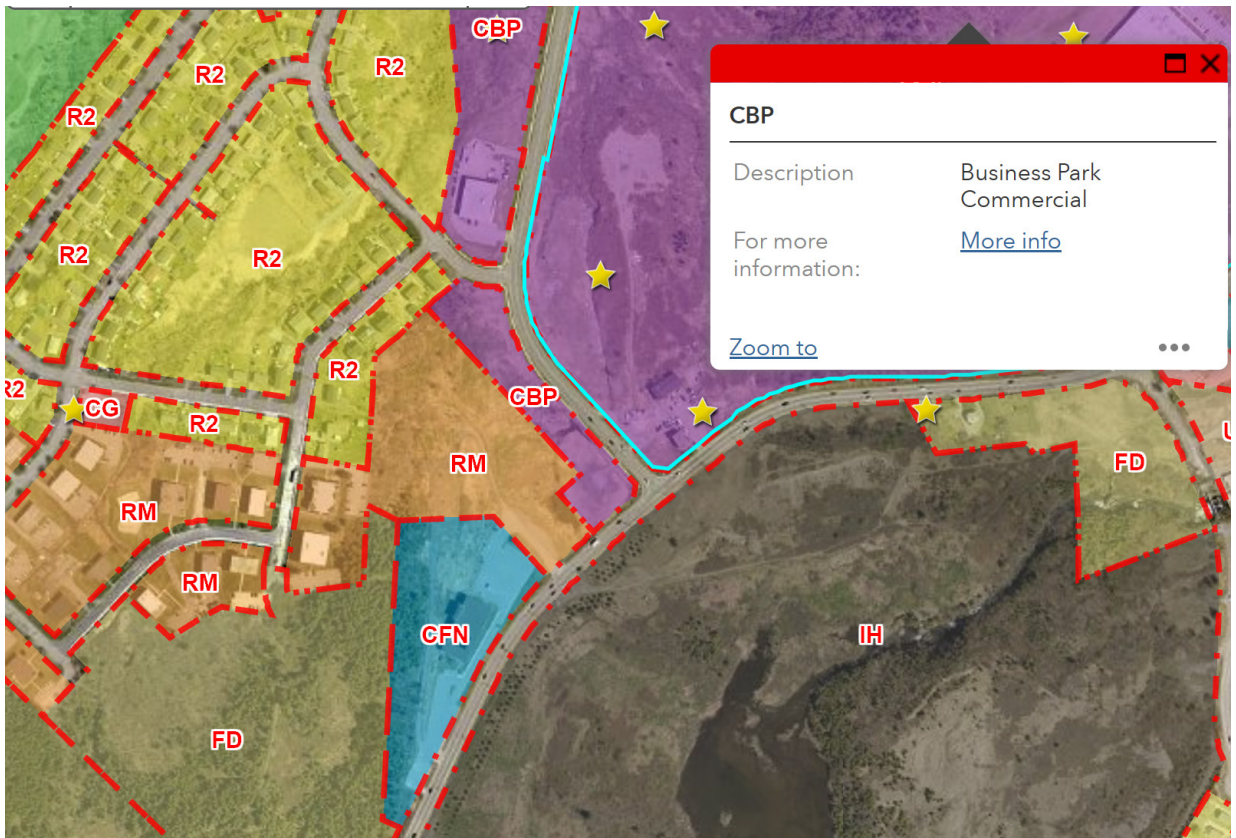 CBP
R2
R2
R2
CBP
Description
Business Park
Commercial
For more
information:
More info
Zoom to
R2
R2
R2
CBP
R2
CG
R2
RM
FD
RM
RM
CFN
IH
FD